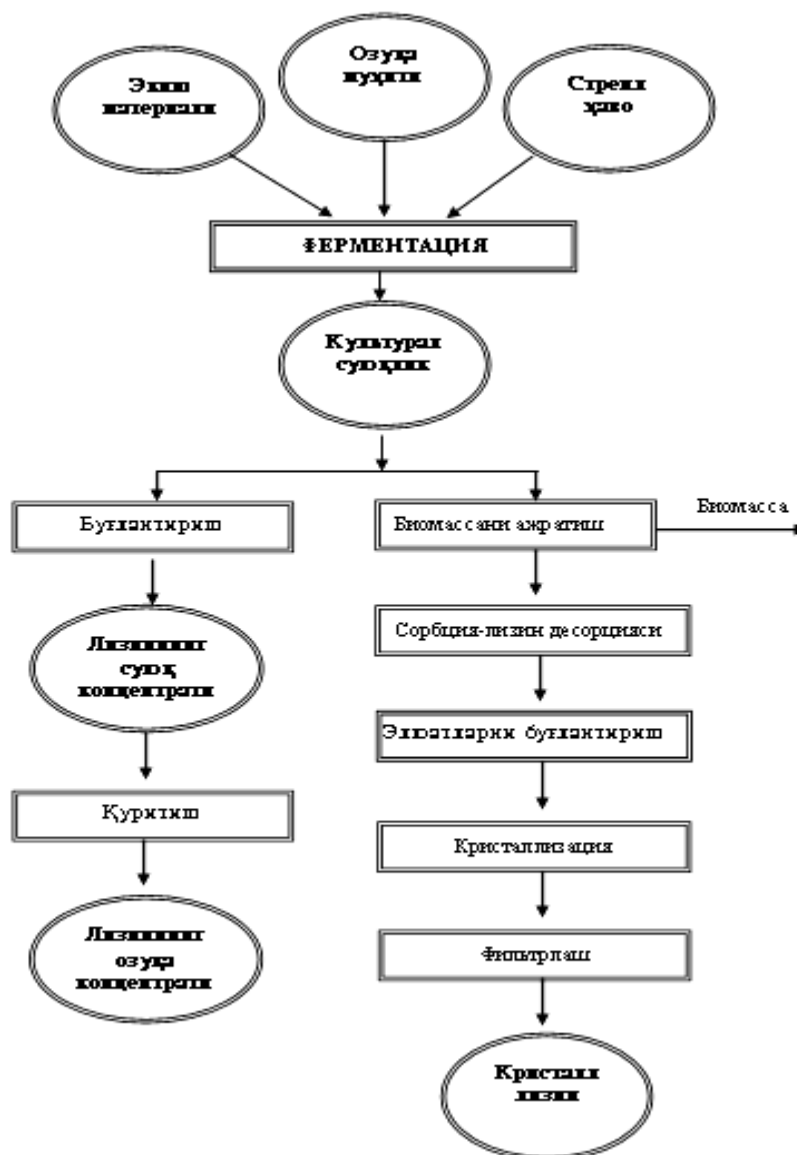 Экиш
материали
Озуқа
муҳити
Стерил
ҳаво
ФЕРМЕНТАЦИЯ
Культурал
суюқлик
Буғлантириш
Биомассани ажратиш
Биомасса
Лизиннинг
суюқ
концентрати
Сорбция-лизин десорцияси
Элюатларни буғлантириш
Қуритиш
Кристаллизация
Лизиннинг
озуқа
концентрати
Фильтрлаш
Кристалл
лизин